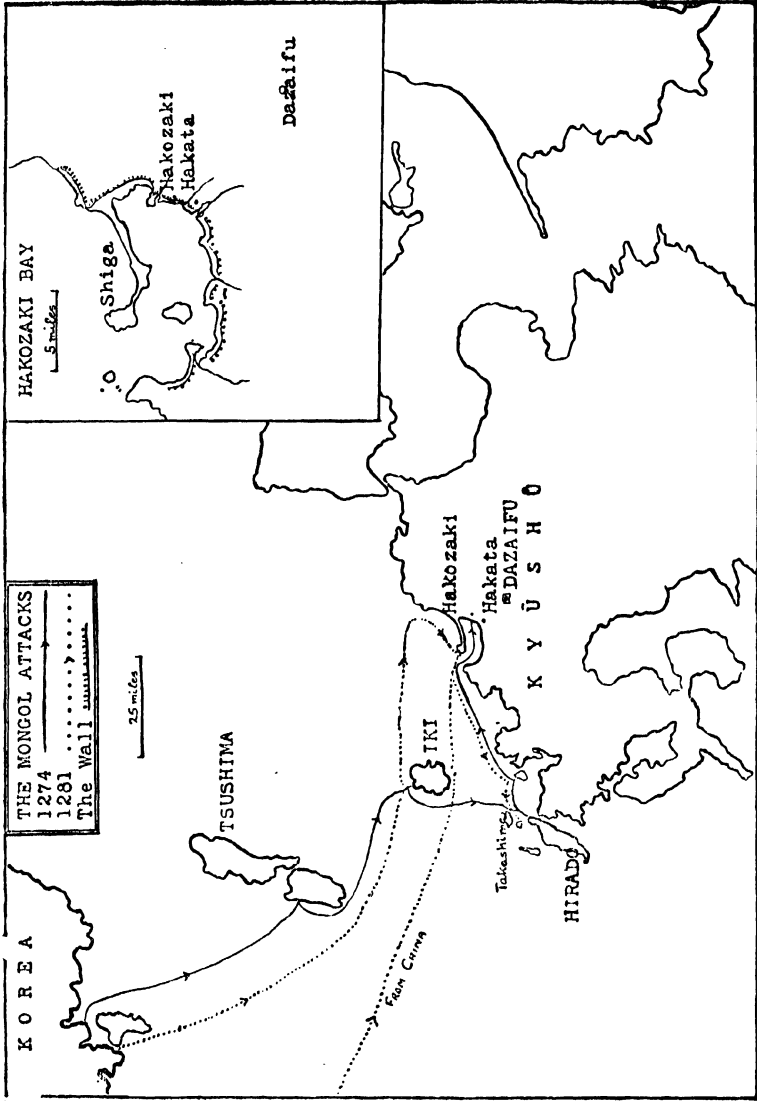 THE MONGOL ATTACKS
1274
1281
The Wall
25 miles
KOREA
TSUSHIMA
IKI
FROM CHINA
Takashima
HIRADO
Hakozaki
Hakata
DAZAIFU
KYŪSHŪ
HAKOZAKI BAY
5 miles
Shiga
Hakozaki
Hakata
Dazaifu